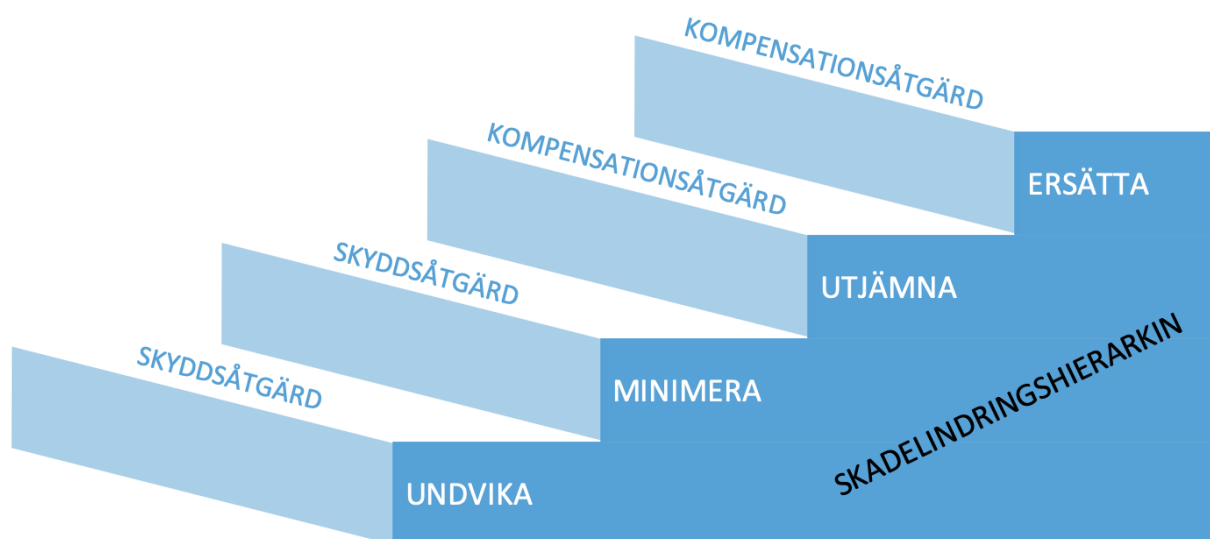 KOMPENSATIONSÅTGÄRD
ERSÄTTA
KOMPENSATIONSÅTGÄRD
UTJÄMNA
SKYDDSÅTGÄRD
MINIMERA
SKYDDSÅTGÄRD
UNDVIKA
SKADELINDRINGSHIERARKIN